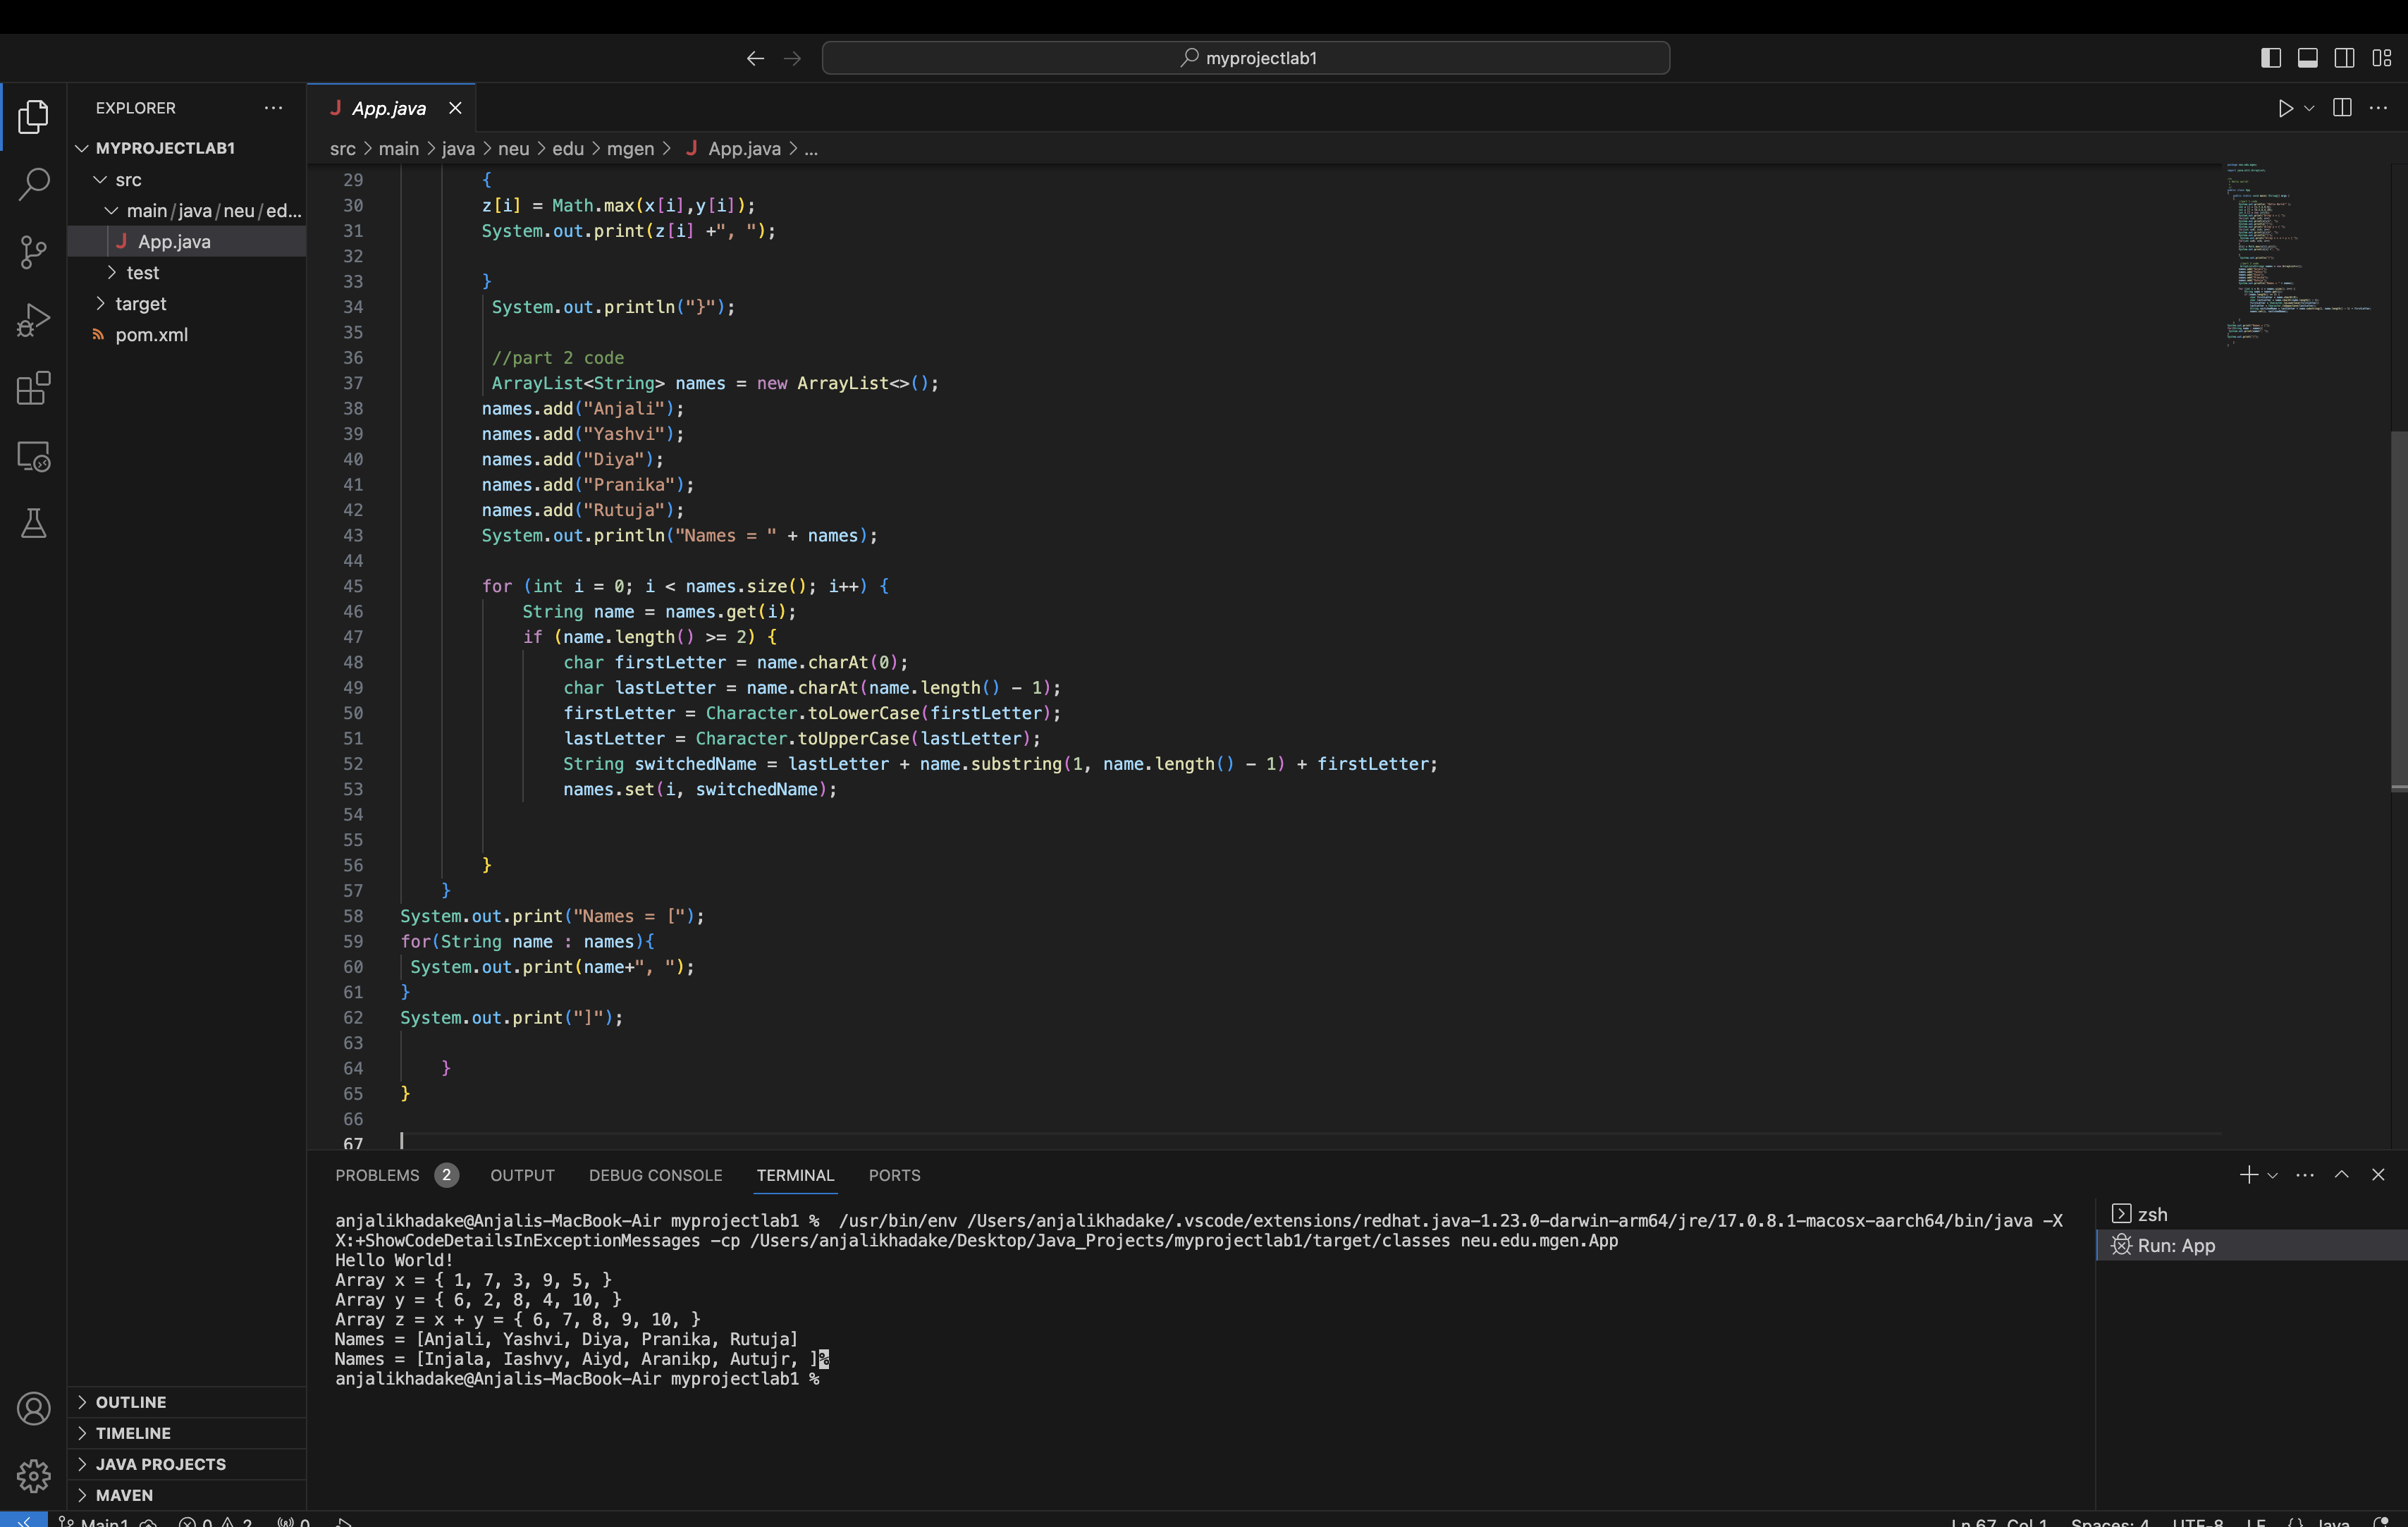 myprojectlab1
EXPLORER
MYPROJECTLAB1
src
main/java/neu/ed...
App.java
test
target
pom.xml
OUTLINE
TIMELINE
JAVA PROJECTS
MAVEN
App.java
src > main > java > neu > edu > mgen > App.java > ...
29 {
30 z[i] = Math.max(x[i],y[i]);
31 System.out.print(z[i] +", ");
32
33 }
34 System.out.println("}");
35
36 //part 2 code
37 ArrayList<String> names = new ArrayList<>();
38 names.add("Anjali");
39 names.add("Yashvi");
40 names.add("Diya");
41 names.add("Pranika");
42 names.add("Rutuja");
43 System.out.println("Names = " + names);
44
45 for (int i = 0; i < names.size(); i++) {
46 String name = names.get(i);
47 if (name.length() >= 2) {
48 char firstLetter = name.charAt(0);
49 char lastLetter = name.charAt(name.length() - 1);
50 firstLetter = Character.toLowerCase(firstLetter);
51 lastLetter = Character.toUpperCase(lastLetter);
52 String switchedName = lastLetter + name.substring(1, name.length() - 1) + firstLetter;
53 names.set(i, switchedName);
54
55
56 }
57 }
58 System.out.print("Names = [");
59 for(String name : names){
60 System.out.print(name+", ");
61 }
62 System.out.print("]");
63
64 }
65 }
66
67
PROBLEMS 2 OUTPUT DEBUG CONSOLE TERMINAL PORTS
anjalikhadake@Anjalis-MacBook-Air myprojectlab1 %  /usr/bin/env /Users/anjalikhadake/.vscode/extensions/redhat.java-1.23.0-darwin-arm64/jre/17.0.8.1-macosx-aarch64/bin/java -X
X:+ShowCodeDetailsInExceptionMessages -cp /Users/anjalikhadake/Desktop/Java_Projects/myprojectlab1/target/classes neu.edu.mgen.App
Hello World!
Array x = { 1, 7, 3, 9, 5, }
Array y = { 6, 2, 8, 4, 10, }
Array z = x + y = { 6, 7, 8, 9, 10, }
Names = [Anjali, Yashvi, Diya, Pranika, Rutuja]
Names = [Injala, Iashvy, Aiyd, Aranikp, Autujr, ]%
anjalikhadake@Anjalis-MacBook-Air myprojectlab1 %
zsh
Run: App
Main1 0 2 0
Ln 67, Col 1 Spaces: 4 UTF-8 LF {} Java